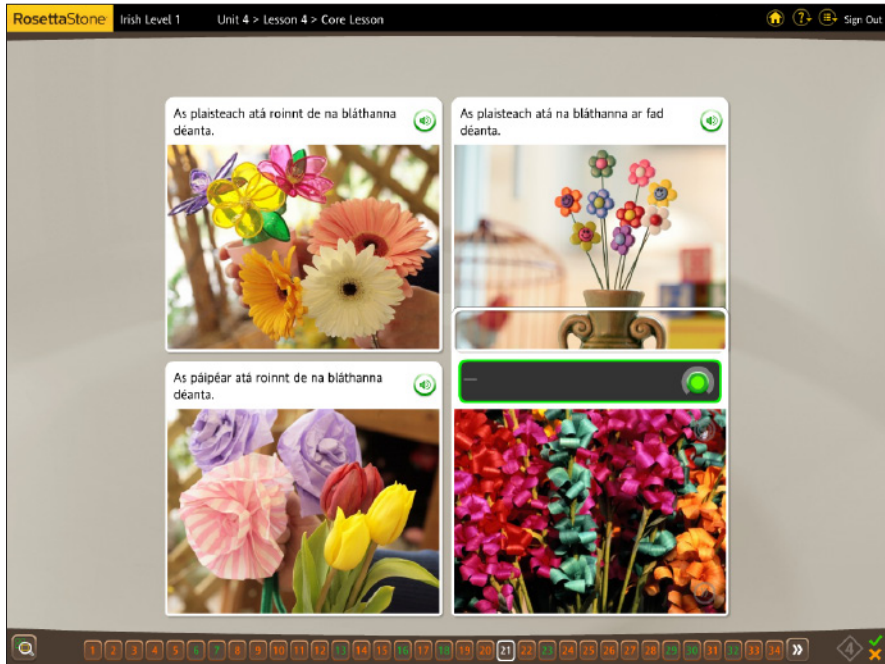 RosettaStone Irish Level 1 Unit 4 > Lesson 4 > Core Lesson ? Sign Out
As plaisteach atá roinnt de na bláthanna
déanta.
As plaisteach atá na bláthanna ar fad
déanta.
As páipéar atá roinnt de na bláthanna
déanta.
1 2 3 4 5 6 7 8 9 10 11 12 13 14 15 16 17 18 19 20 21 22 23 24 25 26 27 28 29 30 31 32 33 34 » 4